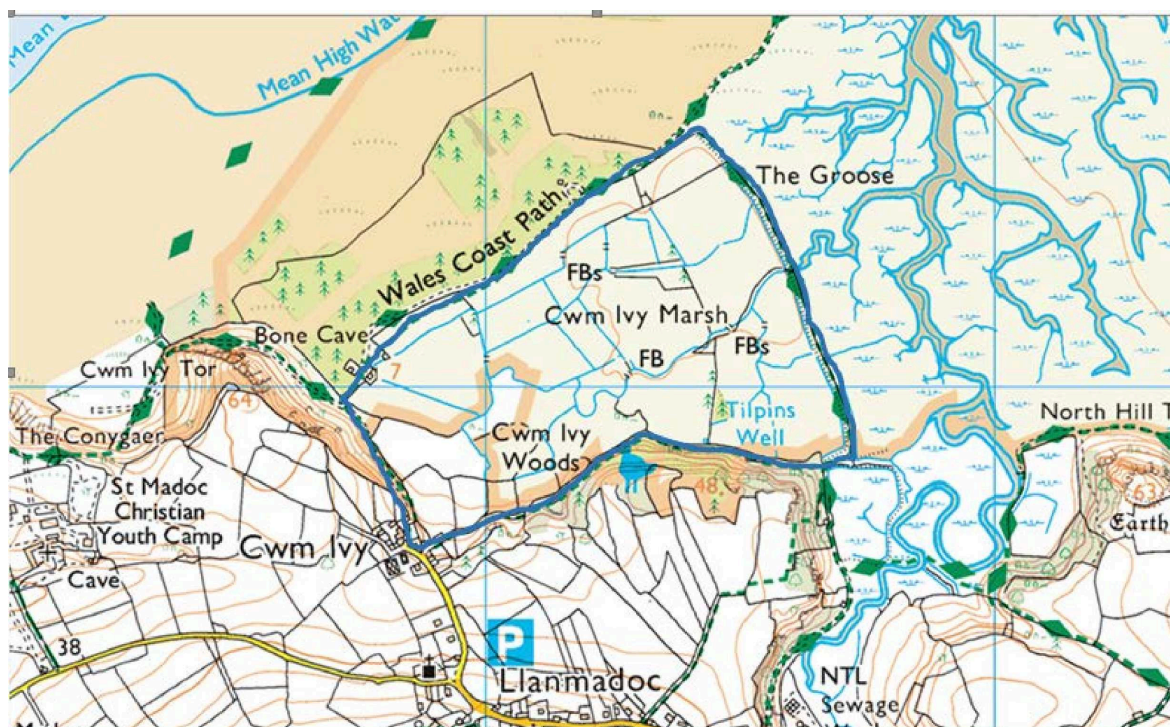 Mean
Mean High Wat
The Groose
Wales Coast Path
FBs
Cwm Ivy Marsh
FBs
FB
Bone Cave
7
Cwm Ivy Tor
64
Tilpins
Well
North Hill T
The Conygaer
Cwm Ivy
Woods
48
63
St Madoc
Christian
Youth Camp
Earth
Cwm Ivy
Cave
38
P
Llanmadoc
NTL
Sewage